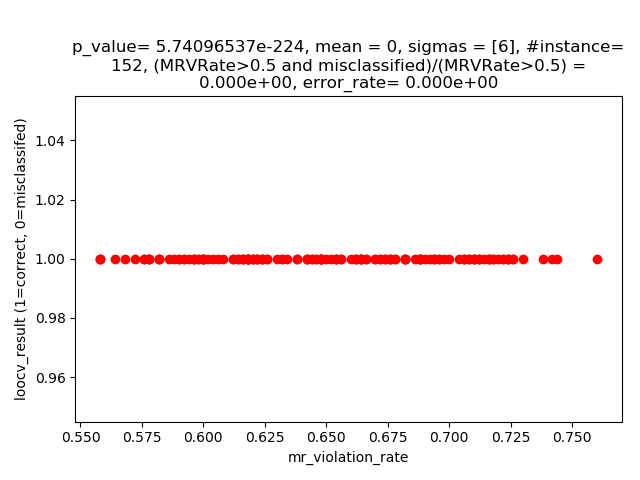 p_value= 5.74096537e-224, mean = 0, sigmas = [6], #instance=
152, (MRVRate>0.5 and misclassified)/(MRVRate>0.5) =
0.000e+00, error_rate= 0.000e+00
loocv_result (1=correct, 0=misclassifed)
1.04
1.02
1.00
0.98
0.96
0.550 0.575 0.600 0.625 0.650 0.675 0.700 0.725 0.750
mr_violation_rate